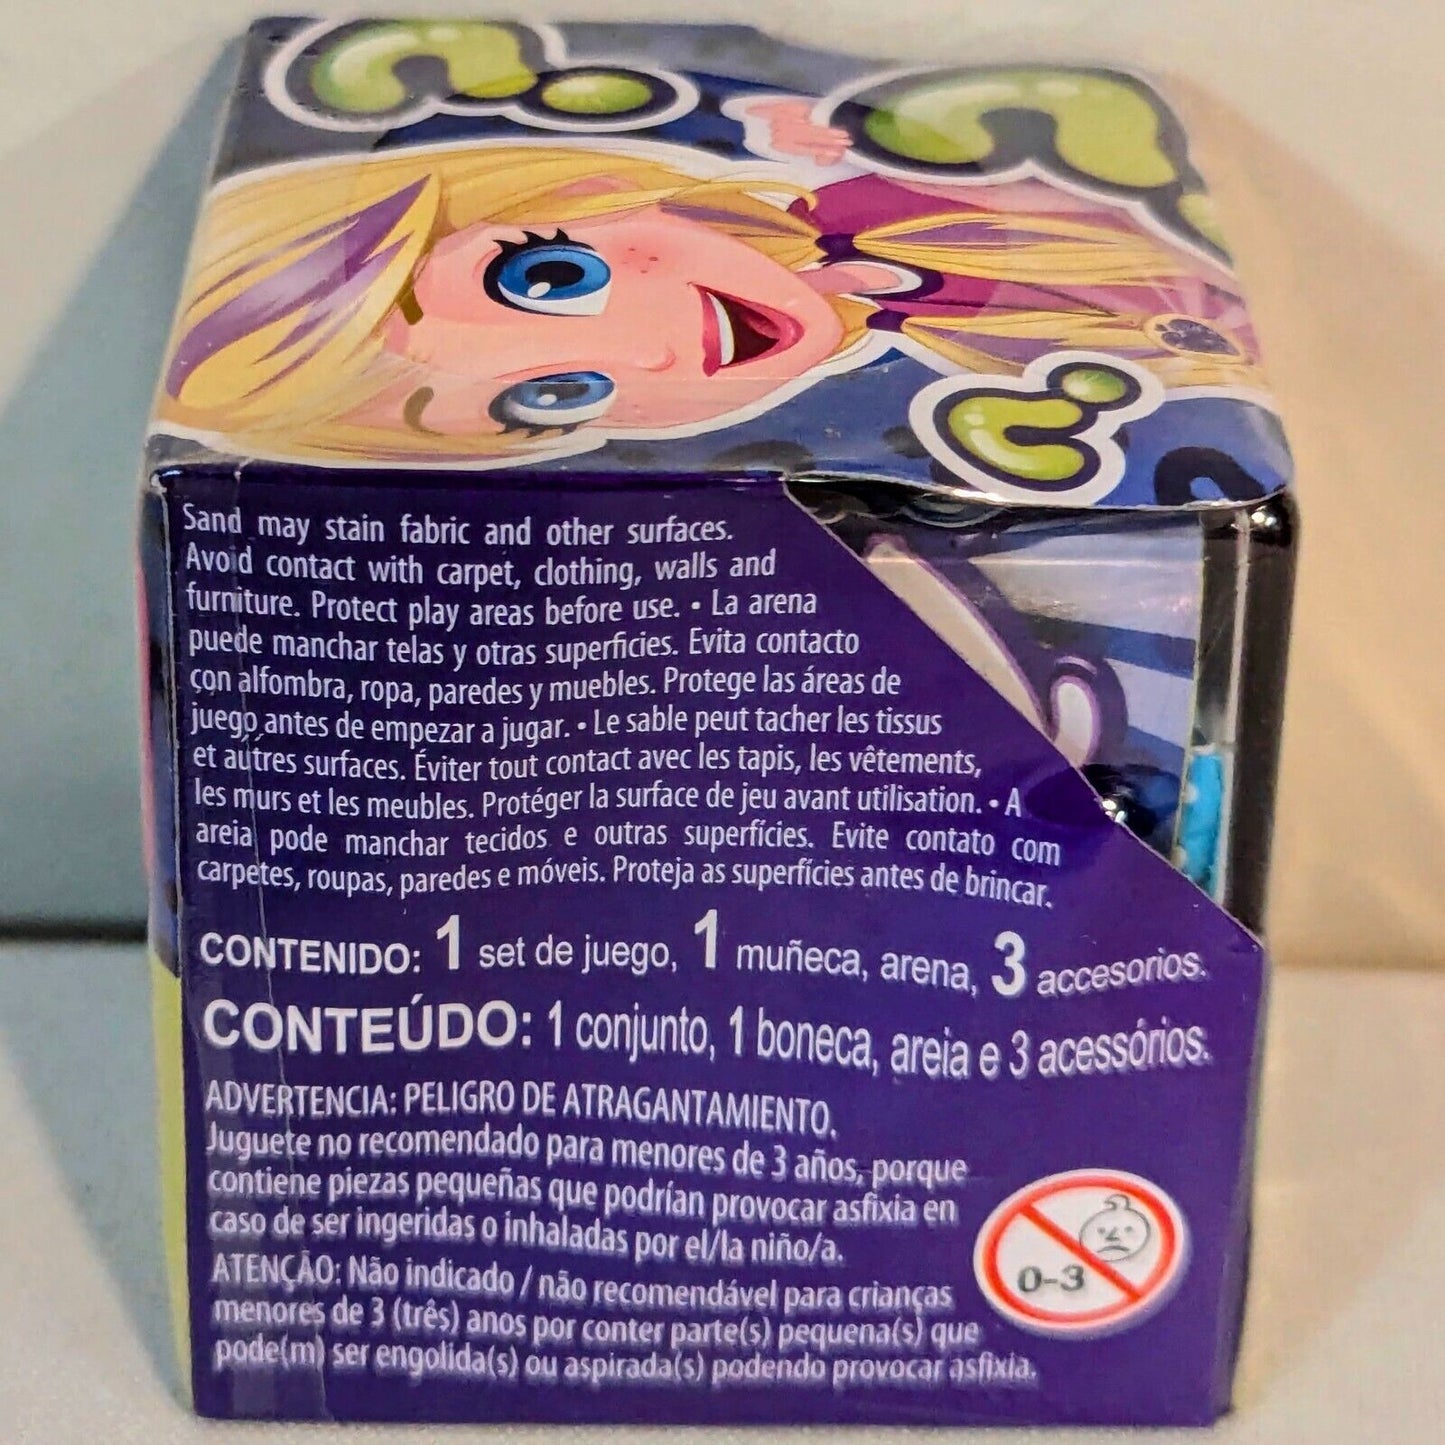 Sand may stain fabric and other surfaces.
Avoid contact with carpet, clothing, walls and
furniture. Protect play areas before use. • La arena
puede manchar telas y otras superficies. Evita contacto
con alfombra, ropa, paredes y muebles. Protege las áreas de
juego antes de empezar a jugar. • Le sable peut tacher les tissus
et autres surfaces. Éviter tout contact avec les tapis, les vêtements,
les murs et les meubles. Protéger la surface de jeu avant utilisation. • A
areia pode manchar tecidos e outras superfícies. Evite contato com
carpetes, roupas, paredes e móveis. Proteja as superfícies antes de brincar.
CONTENIDO: 1 set de juego, 1 muñeca, arena, 3 accesorios.
CONTEÚDO: 1 conjunto, 1 boneca, areia e 3 acessórios.
ADVERTENCIA: PELIGRO DE ATRAGANTAMIENTO.
Juguete no recomendado para menores de 3 años, porque
contiene piezas pequeñas que podrían provocar asfixia en
caso de ser ingeridas o inhaladas por el/la niño/a.
ATENÇÃO: Não indicado / não recomendável para crianças
menores de 3 (três) anos por conter parte(s) pequena(s) que
pode(m) ser engolida(s) ou aspirada(s) podendo provocar asfixia.
0-3
? ? ?